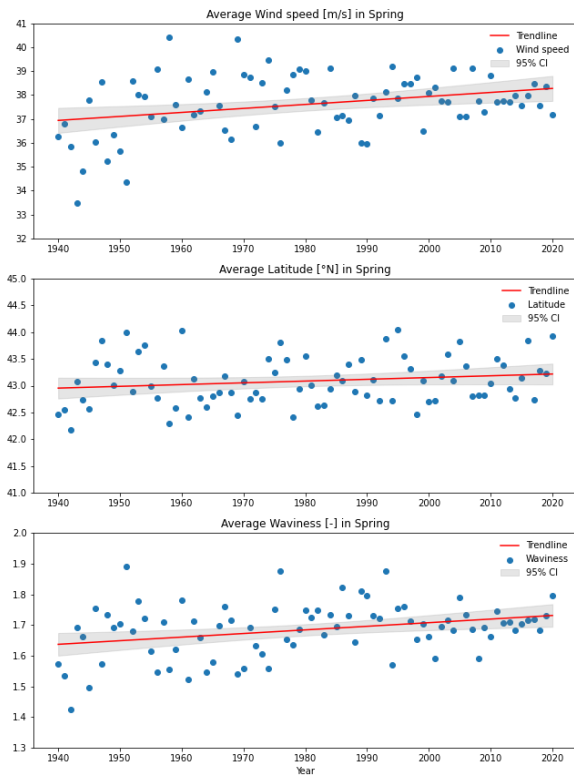 Average Wind speed [m/s] in Spring
41
40
39
38
37
36
35
34
33
32
Trendline
Wind speed
95% CI
1940 1950 1960 1970 1980 1990 2000 2010 2020
Average Latitude [°N] in Spring
45.0
44.5
44.0
43.5
43.0
42.5
42.0
41.5
41.0
Trendline
Latitude
95% CI
1940 1950 1960 1970 1980 1990 2000 2010 2020
Average Waviness [-] in Spring
2.0
1.9
1.8
1.7
1.6
1.5
1.4
1.3
Trendline
Waviness
95% CI
1940 1950 1960 1970 1980 1990 2000 2010 2020
Year